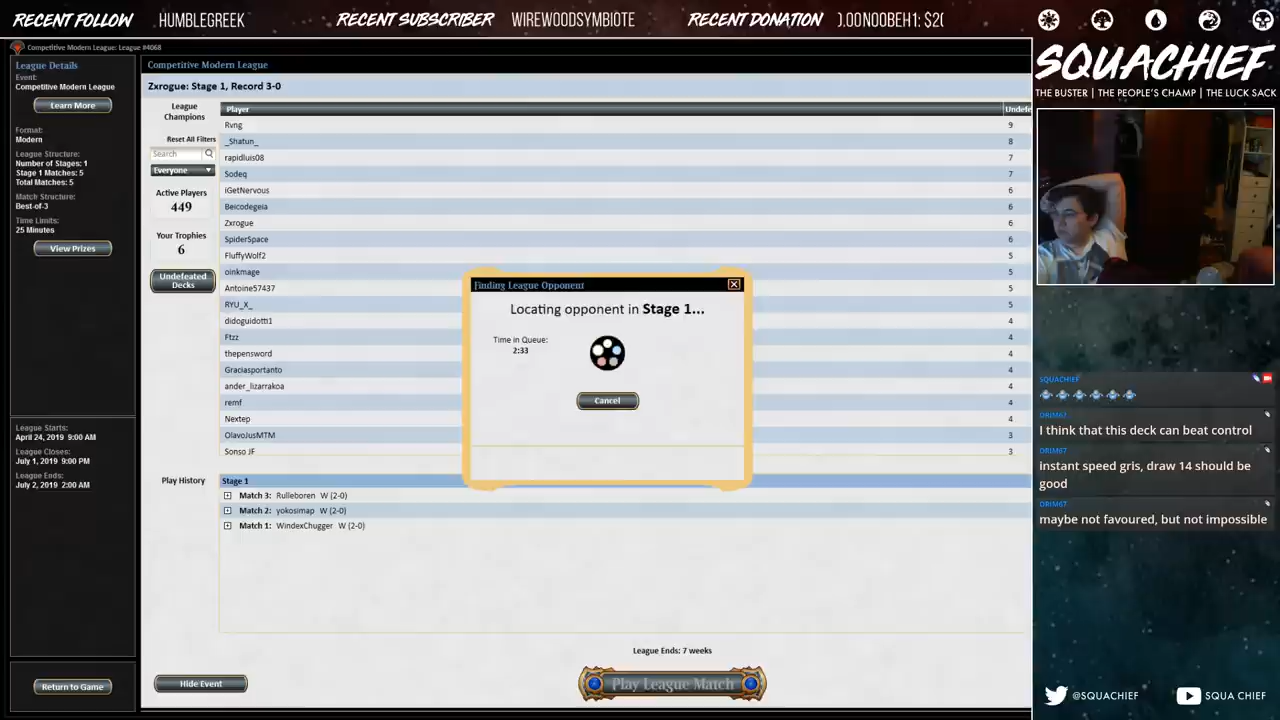 RECENT FOLLOW HUMBLEGREEK RECENT SUBSCRIBER WIREWOODSYMBIOTE RECENT DONATION 0.00NOOBEH1: $20
Competitive Modern League: League #4068
League Details
Event:
Competitive Modern League
Learn More
Format:
Modern
League Structure:
Number of Stages: 1
Stage 1 Matches: 5
Total Matches: 5
Match Structure:
Best-of-3
Time Limits:
25 Minutes
View Prizes
League Starts:
April 24, 2019 9:00 AM
League Closes:
July 1, 2019 9:00 PM
League Ends:
July 2, 2019 2:00 AM
Return to Game
Competitive Modern League
Zxrogue: Stage 1, Record 3-0
League
Champions
Reset All Filters
Search
Everyone
Active Players
449
Your Trophies
6
Undefeated
Decks
Player Undefe
Rvng 9
_Shatun_ 8
rapidluis08 7
Sodeq 7
iGetNervous 6
Beicodegeia 6
Zxrogue 6
SpiderSpace 6
FluffyWolf2 5
oinkmage 5
Antoine57437 5
RYU_X_ 5
didoguidotti1 4
Ftzz 4
thepensword 4
Graciasportanto 4
ander_lizarrakoa 4
remf 4
Nextep 4
OlavoJusMTM 3
Sonso JF 3
Finding League Opponent
Locating opponent in Stage 1...
Time in Queue:
2:33
Cancel
Play History
Stage 1
Match 3: Rulleboren W (2-0)
Match 2: yokosimap W (2-0)
Match 1: WindexChugger W (2-0)
League Ends: 7 weeks
Hide Event
Play League Match
SQUACHIEF
THE BUSTER | THE PEOPLE'S CHAMP | THE LUCK SACK
SQUACHIEF
DRIM67
I think that this deck can beat control
DRIM67
instant speed gris, draw 14 should be
good
DRIM67
maybe not favoured, but not impossible
@SQUACHIEF SQUA CHIEF